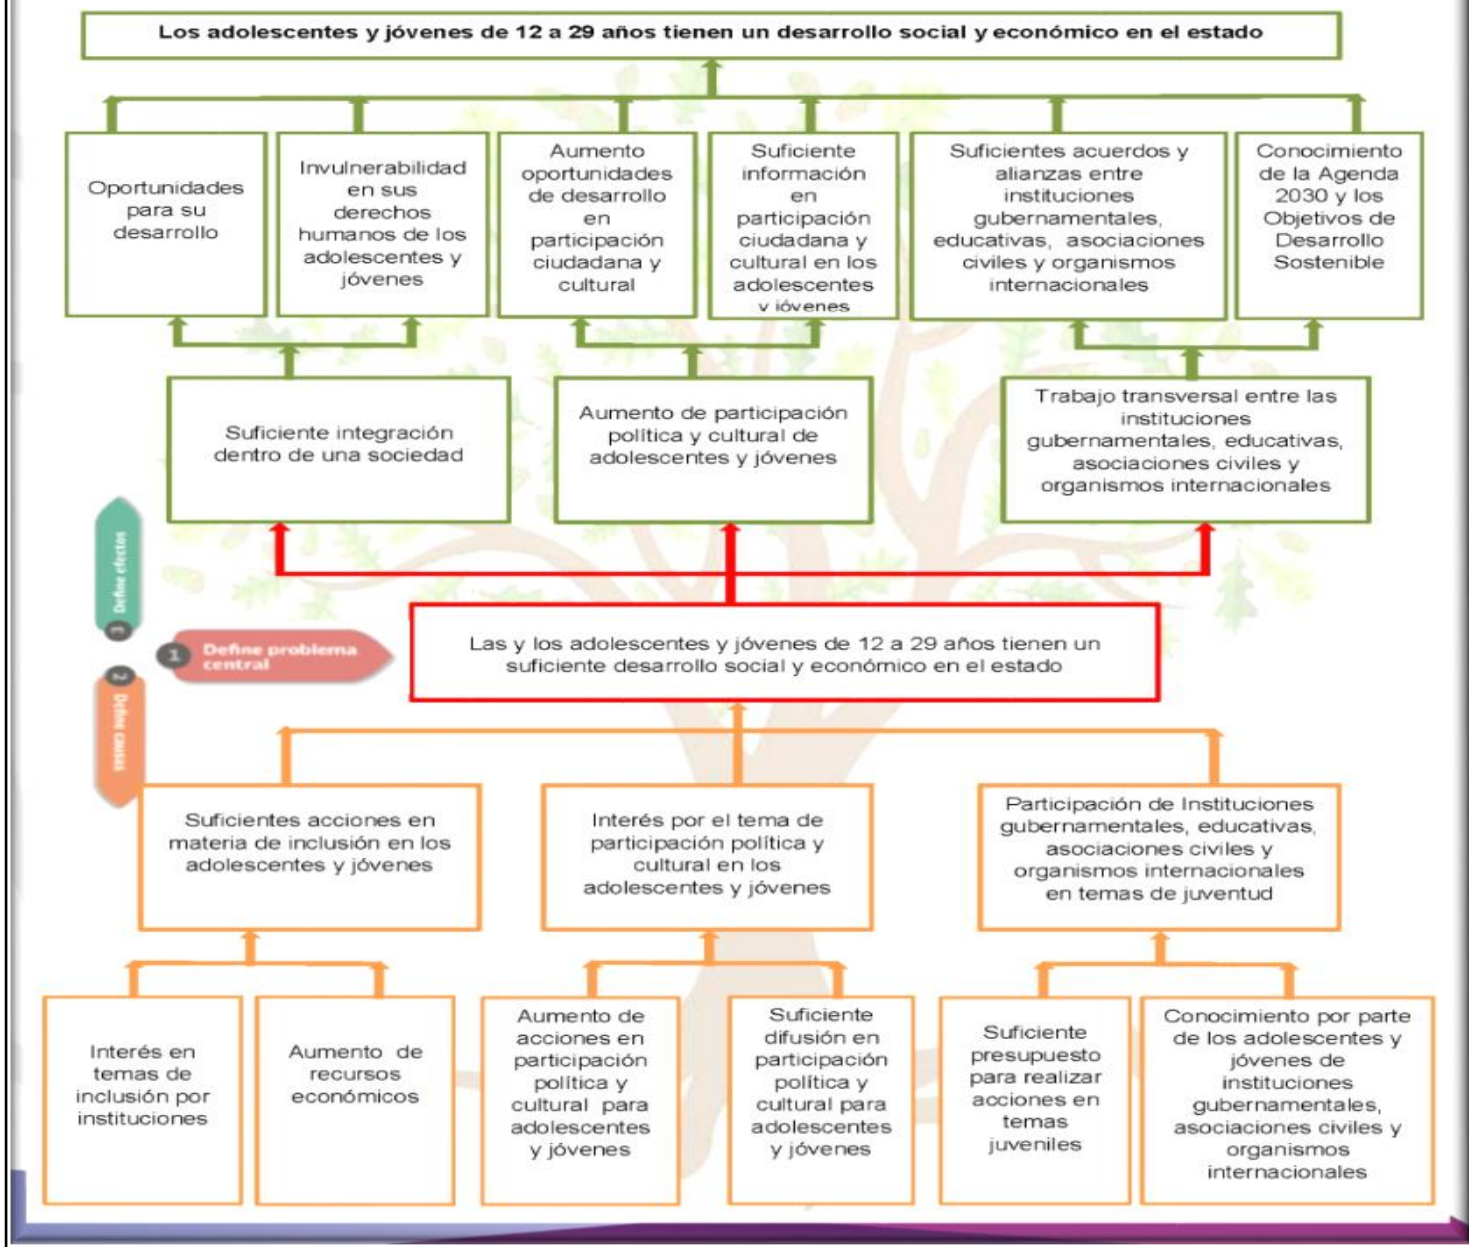 Los adolescentes y jóvenes de 12 a 29 años tienen un desarrollo social y económico en el estado
Oportunidades
para su
desarrollo
Invulnerabilidad
en sus
derechos
humanos de los
adolescentes y
jóvenes
Aumento
oportunidades
de desarrollo
en
participación
ciudadana y
cultural
Suficiente
información
en
participación
ciudadana y
cultural en los
adolescentes
y jóvenes
Suficientes acuerdos y
alianzas entre
instituciones
gubernamentales,
educativas, asociaciones
civiles y organismos
internacionales
Conocimiento
de la Agenda
2030 y los
Objetivos de
Desarrollo
Sostenible
Suficiente integración
dentro de una sociedad
Aumento de participación
política y cultural de
adolescentes y jóvenes
Trabajo transversal entre las
instituciones
gubernamentales, educativas,
asociaciones civiles y
organismos internacionales
3 Define efectos
1 Define problema
central
2 Define causas
Las y los adolescentes y jóvenes de 12 a 29 años tienen un
suficiente desarrollo social y económico en el estado
Suficientes acciones en
materia de inclusión en los
adolescentes y jóvenes
Interés por el tema de
participación política y
cultural en los
adolescentes y jóvenes
Participación de Instituciones
gubernamentales, educativas,
asociaciones civiles y
organismos internacionales
en temas de juventud
Interés en
temas de
inclusión por
instituciones
Aumento de
recursos
económicos
Aumento de
acciones en
participación
política y
cultural para
adolescentes
y jóvenes
Suficiente
difusión en
participación
política y
cultural para
adolescentes
y jóvenes
Suficiente
presupuesto
para realizar
acciones en
temas
juveniles
Conocimiento por parte
de los adolescentes y
jóvenes de
instituciones
gubernamentales,
asociaciones civiles y
organismos
internacionales